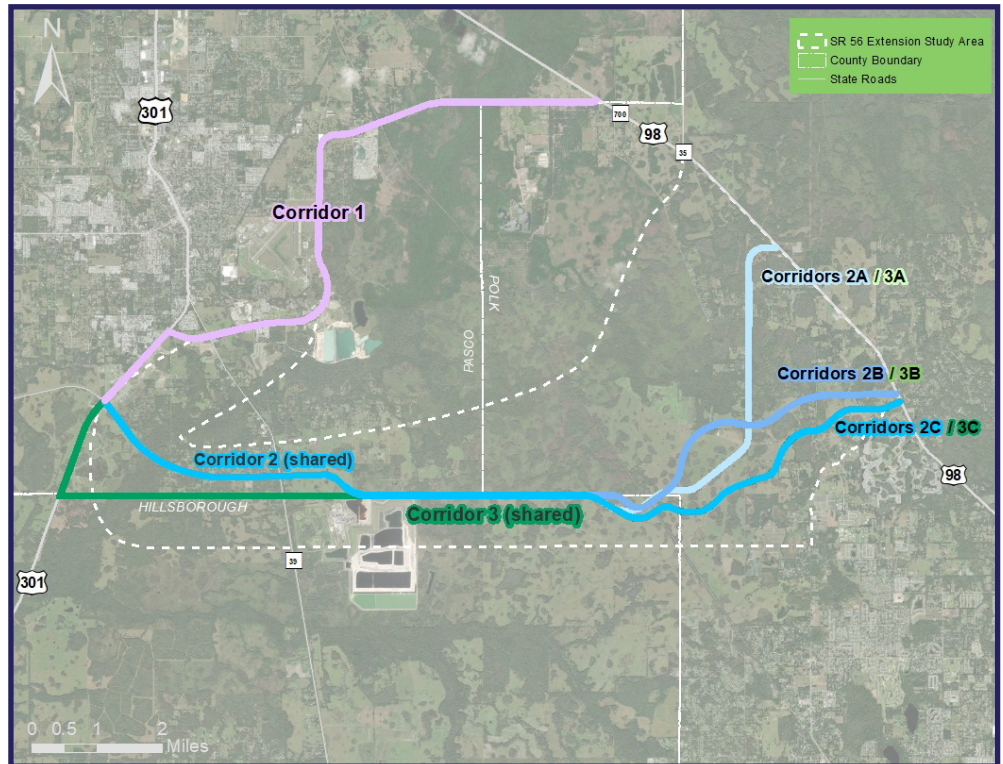 N
SR 56 Extension Study Area
County Boundary
State Roads
301
700
98
35
Corridor 1
Corridors 2A / 3A
POLK
PASCO
Corridors 2B / 3B
Corridors 2C / 3C
Corridor 2 (shared)
98
HILLSBOROUGH
Corridor 3 (shared)
39
301
0 0.5 1 2
Miles